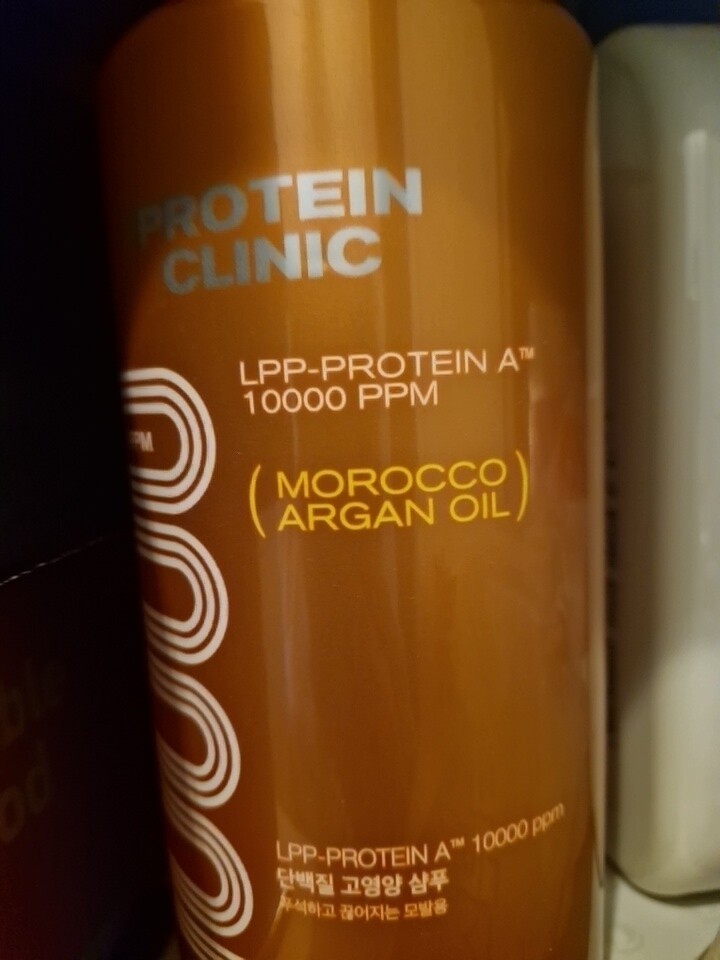 PROTEIN
CLINIC
LPP-PROTEIN A™
10000 PPM
(MOROCCO
ARGAN OIL)
LPP-PROTEIN A™ 10000 ppm
단백질 고영양 샴푸
푸석하고 끊어지는 모발용